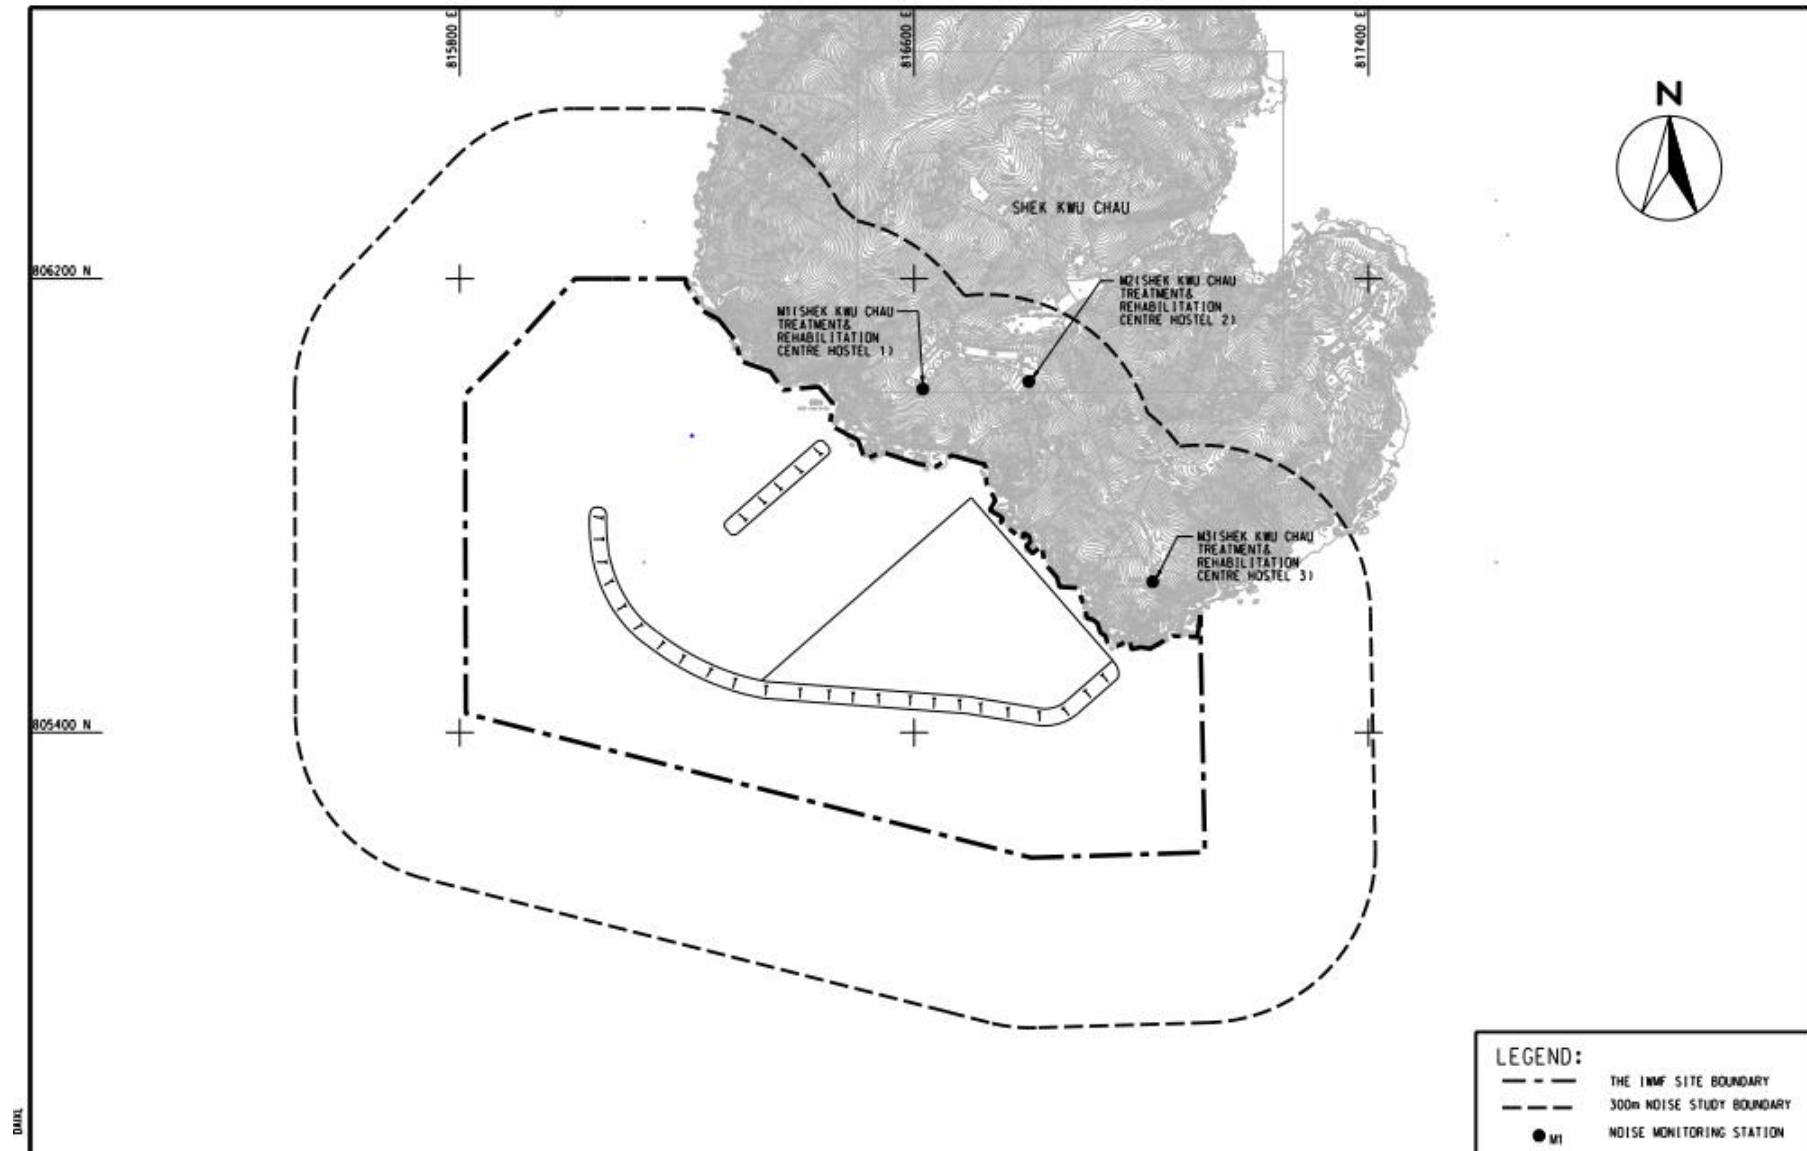 815800 E
816600 E
817400 E
N
SHEK KWU CHAU
806200 N
M1(SHEK KWU CHAU
TREATMENT&
REHABILITATION
CENTRE HOSTEL 1)
M2(SHEK KWU CHAU
TREATMENT&
REHABILITATION
CENTRE HOSTEL 2)
M3(SHEK KWU CHAU
TREATMENT&
REHABILITATION
CENTRE HOSTEL 3)
805400 N
LEGEND:
THE IWMF SITE BOUNDARY
300m NOISE STUDY BOUNDARY
M1 NOISE MONITORING STATION